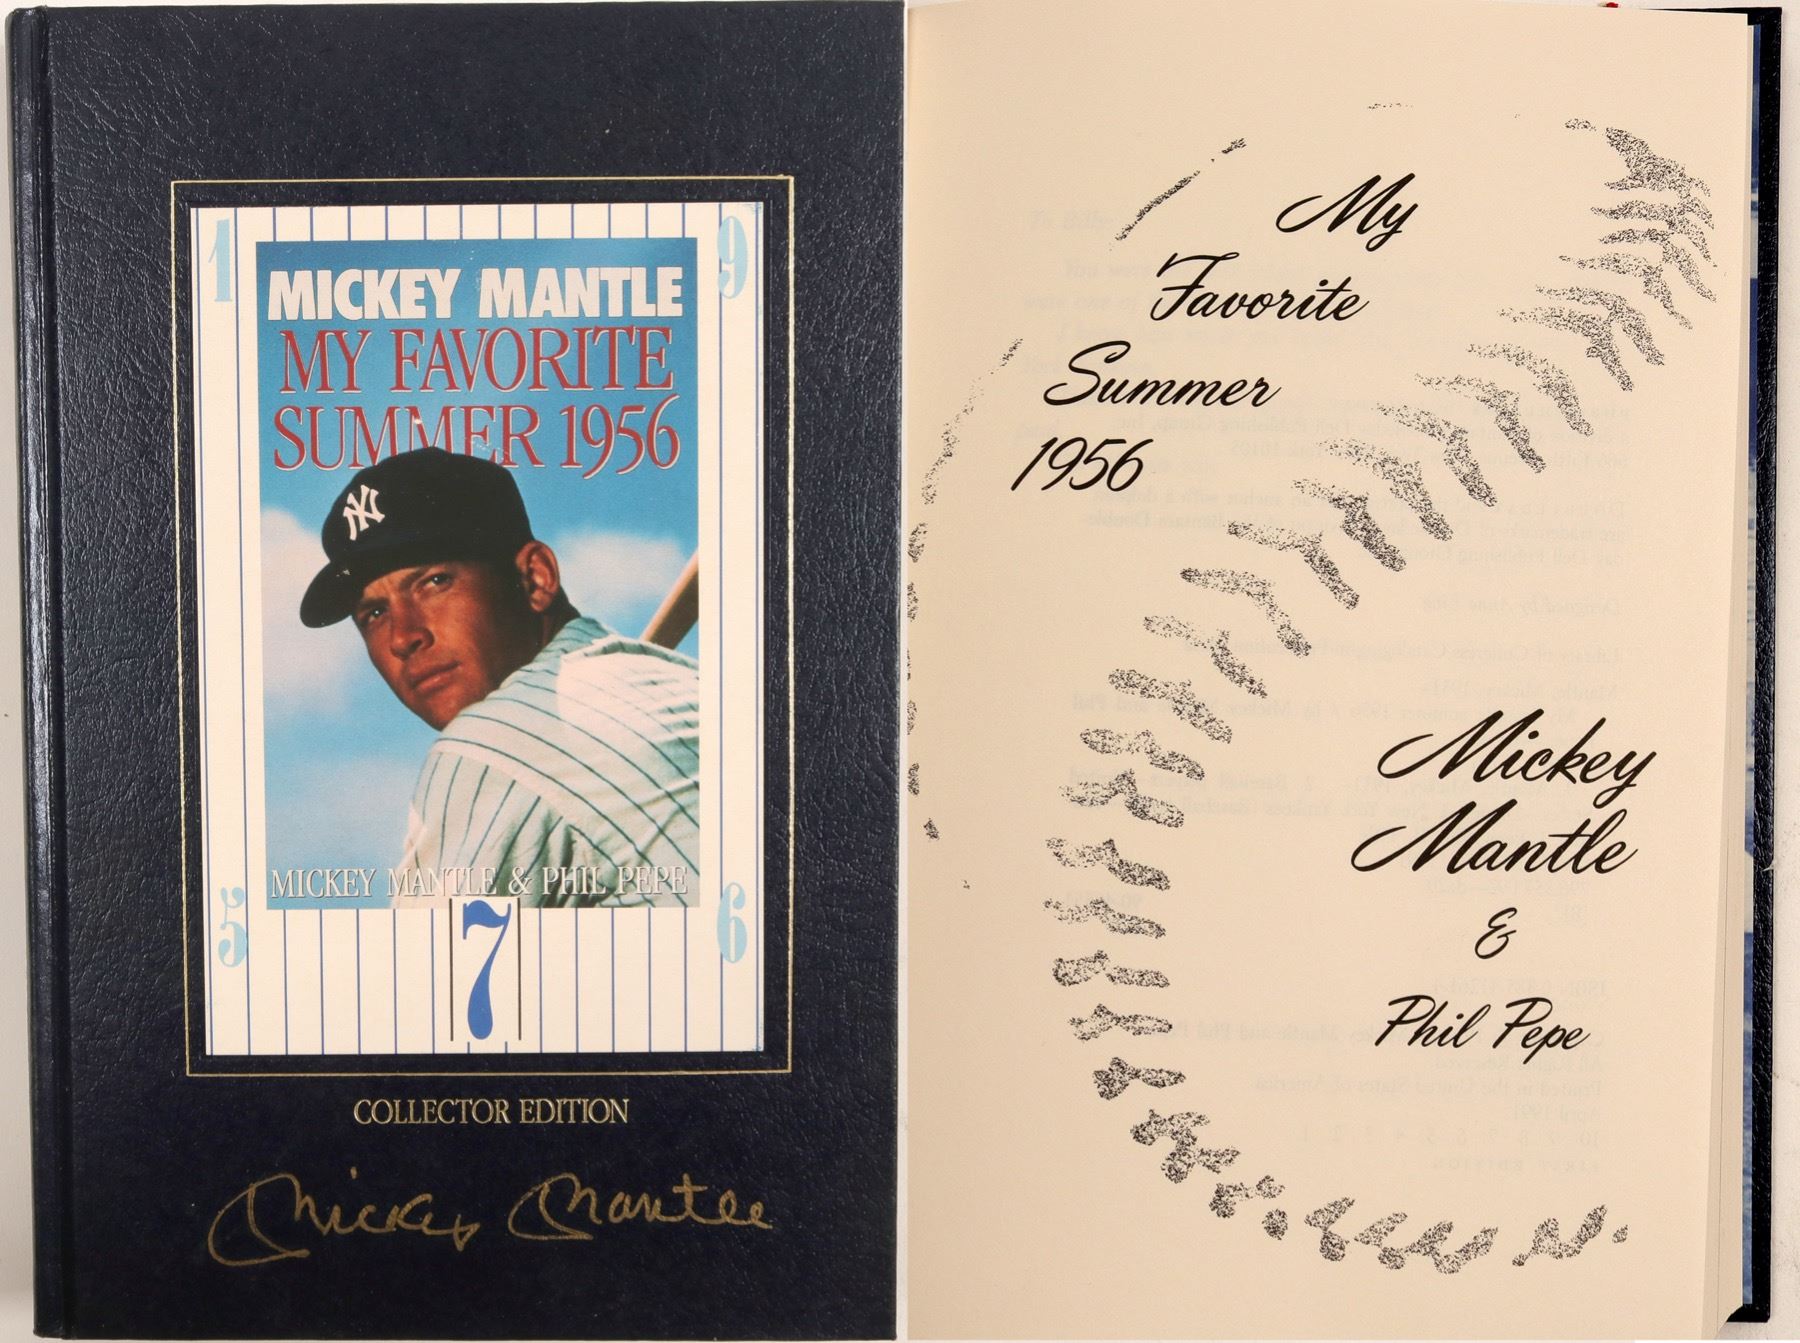 1 9
MICKEY MANTLE
MY FAVORITE
SUMMER 1956
NY
MICKEY MANTLE & PHIL PEPE
5 6
7
COLLECTOR EDITION
Mickey Mantle
My
Favorite
Summer
1956
Mickey
Mantle
&
Phil Pepe